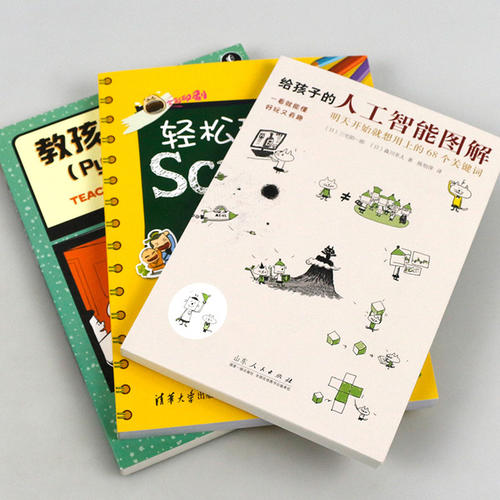 给孩子的
人工智能图解
一看就能懂
好玩又有趣
明天开始就想用上的68个关键词
山东人民出版社
轻松
Sc
清华大学出版
教孩
(Py
TEAC